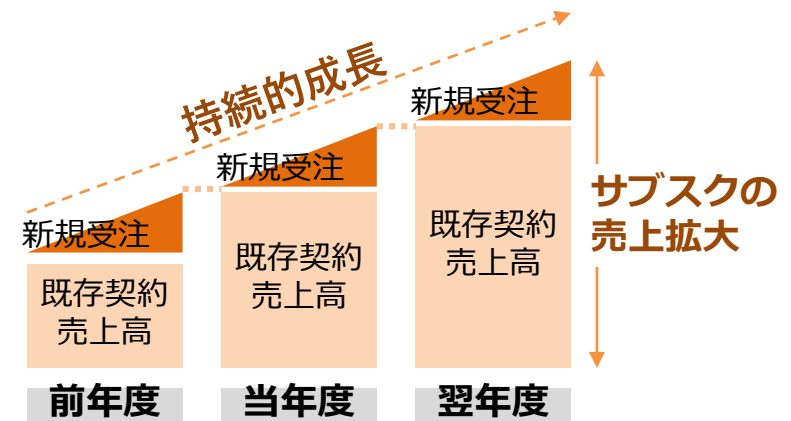 持続的成長
新規受注
既存契約
売上高
前年度
新規受注
既存契約
売上高
当年度
新規受注
既存契約
売上高
翌年度
サブスクの
売上拡大